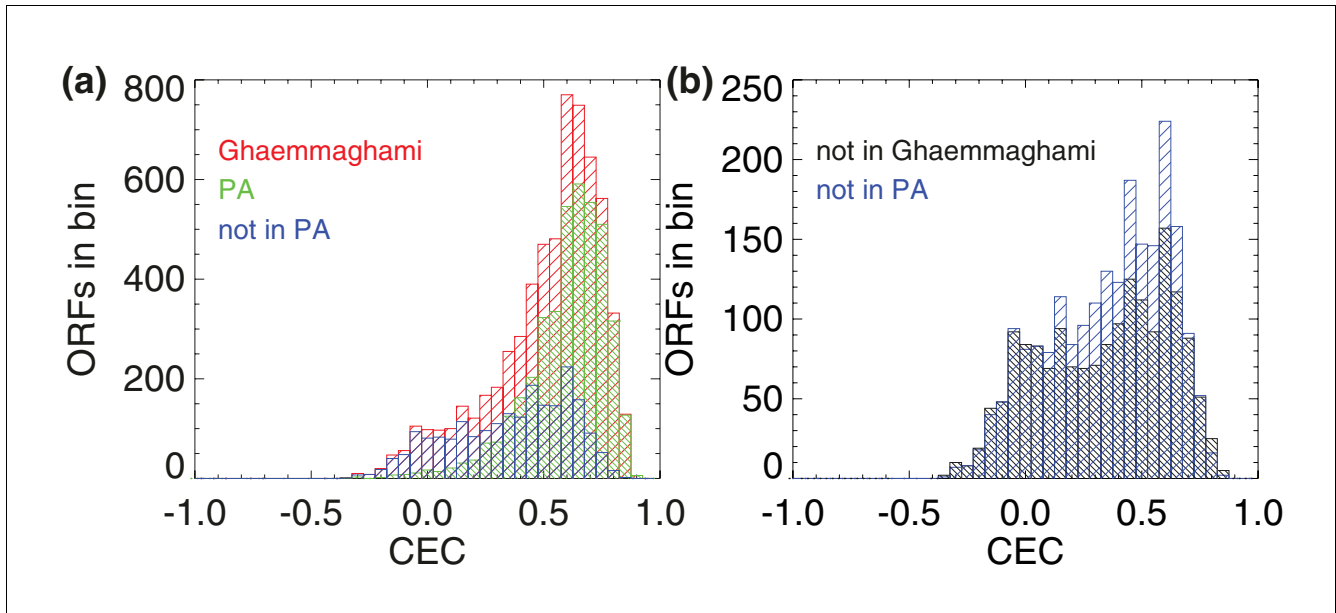 (a)
800
600
400
200
0
ORFs in bin
Ghaemmaghami
PA
not in PA
-1.0 -0.5 0.0 0.5 1.0
CEC
(b)
250
200
150
100
50
0
ORFs in bin
not in Ghaemmaghami
not in PA
-1.0 -0.5 0.0 0.5 1.0
CEC